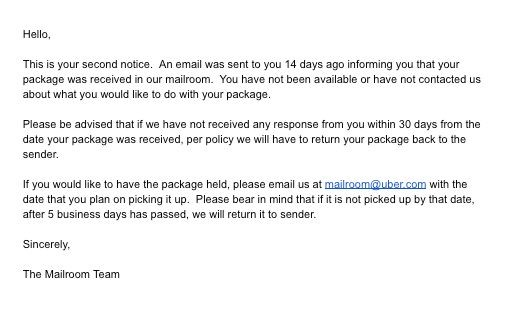 Hello,
This is your second notice.  An email was sent to you 14 days ago informing you that your
package was received in our mailroom.  You have not been available or have not contacted us
about what you would like to do with your package.
Please be advised that if we have not received any response from you within 30 days from the
date your package was received, per policy we will have to return your package back to the
sender.
If you would like to have the package held, please email us at mailroom@uber.com with the
date that you plan on picking it up.  Please bear in mind that if it is not picked up by that date,
after 5 business days has passed, we will return it to sender.
Sincerely,
The Mailroom Team